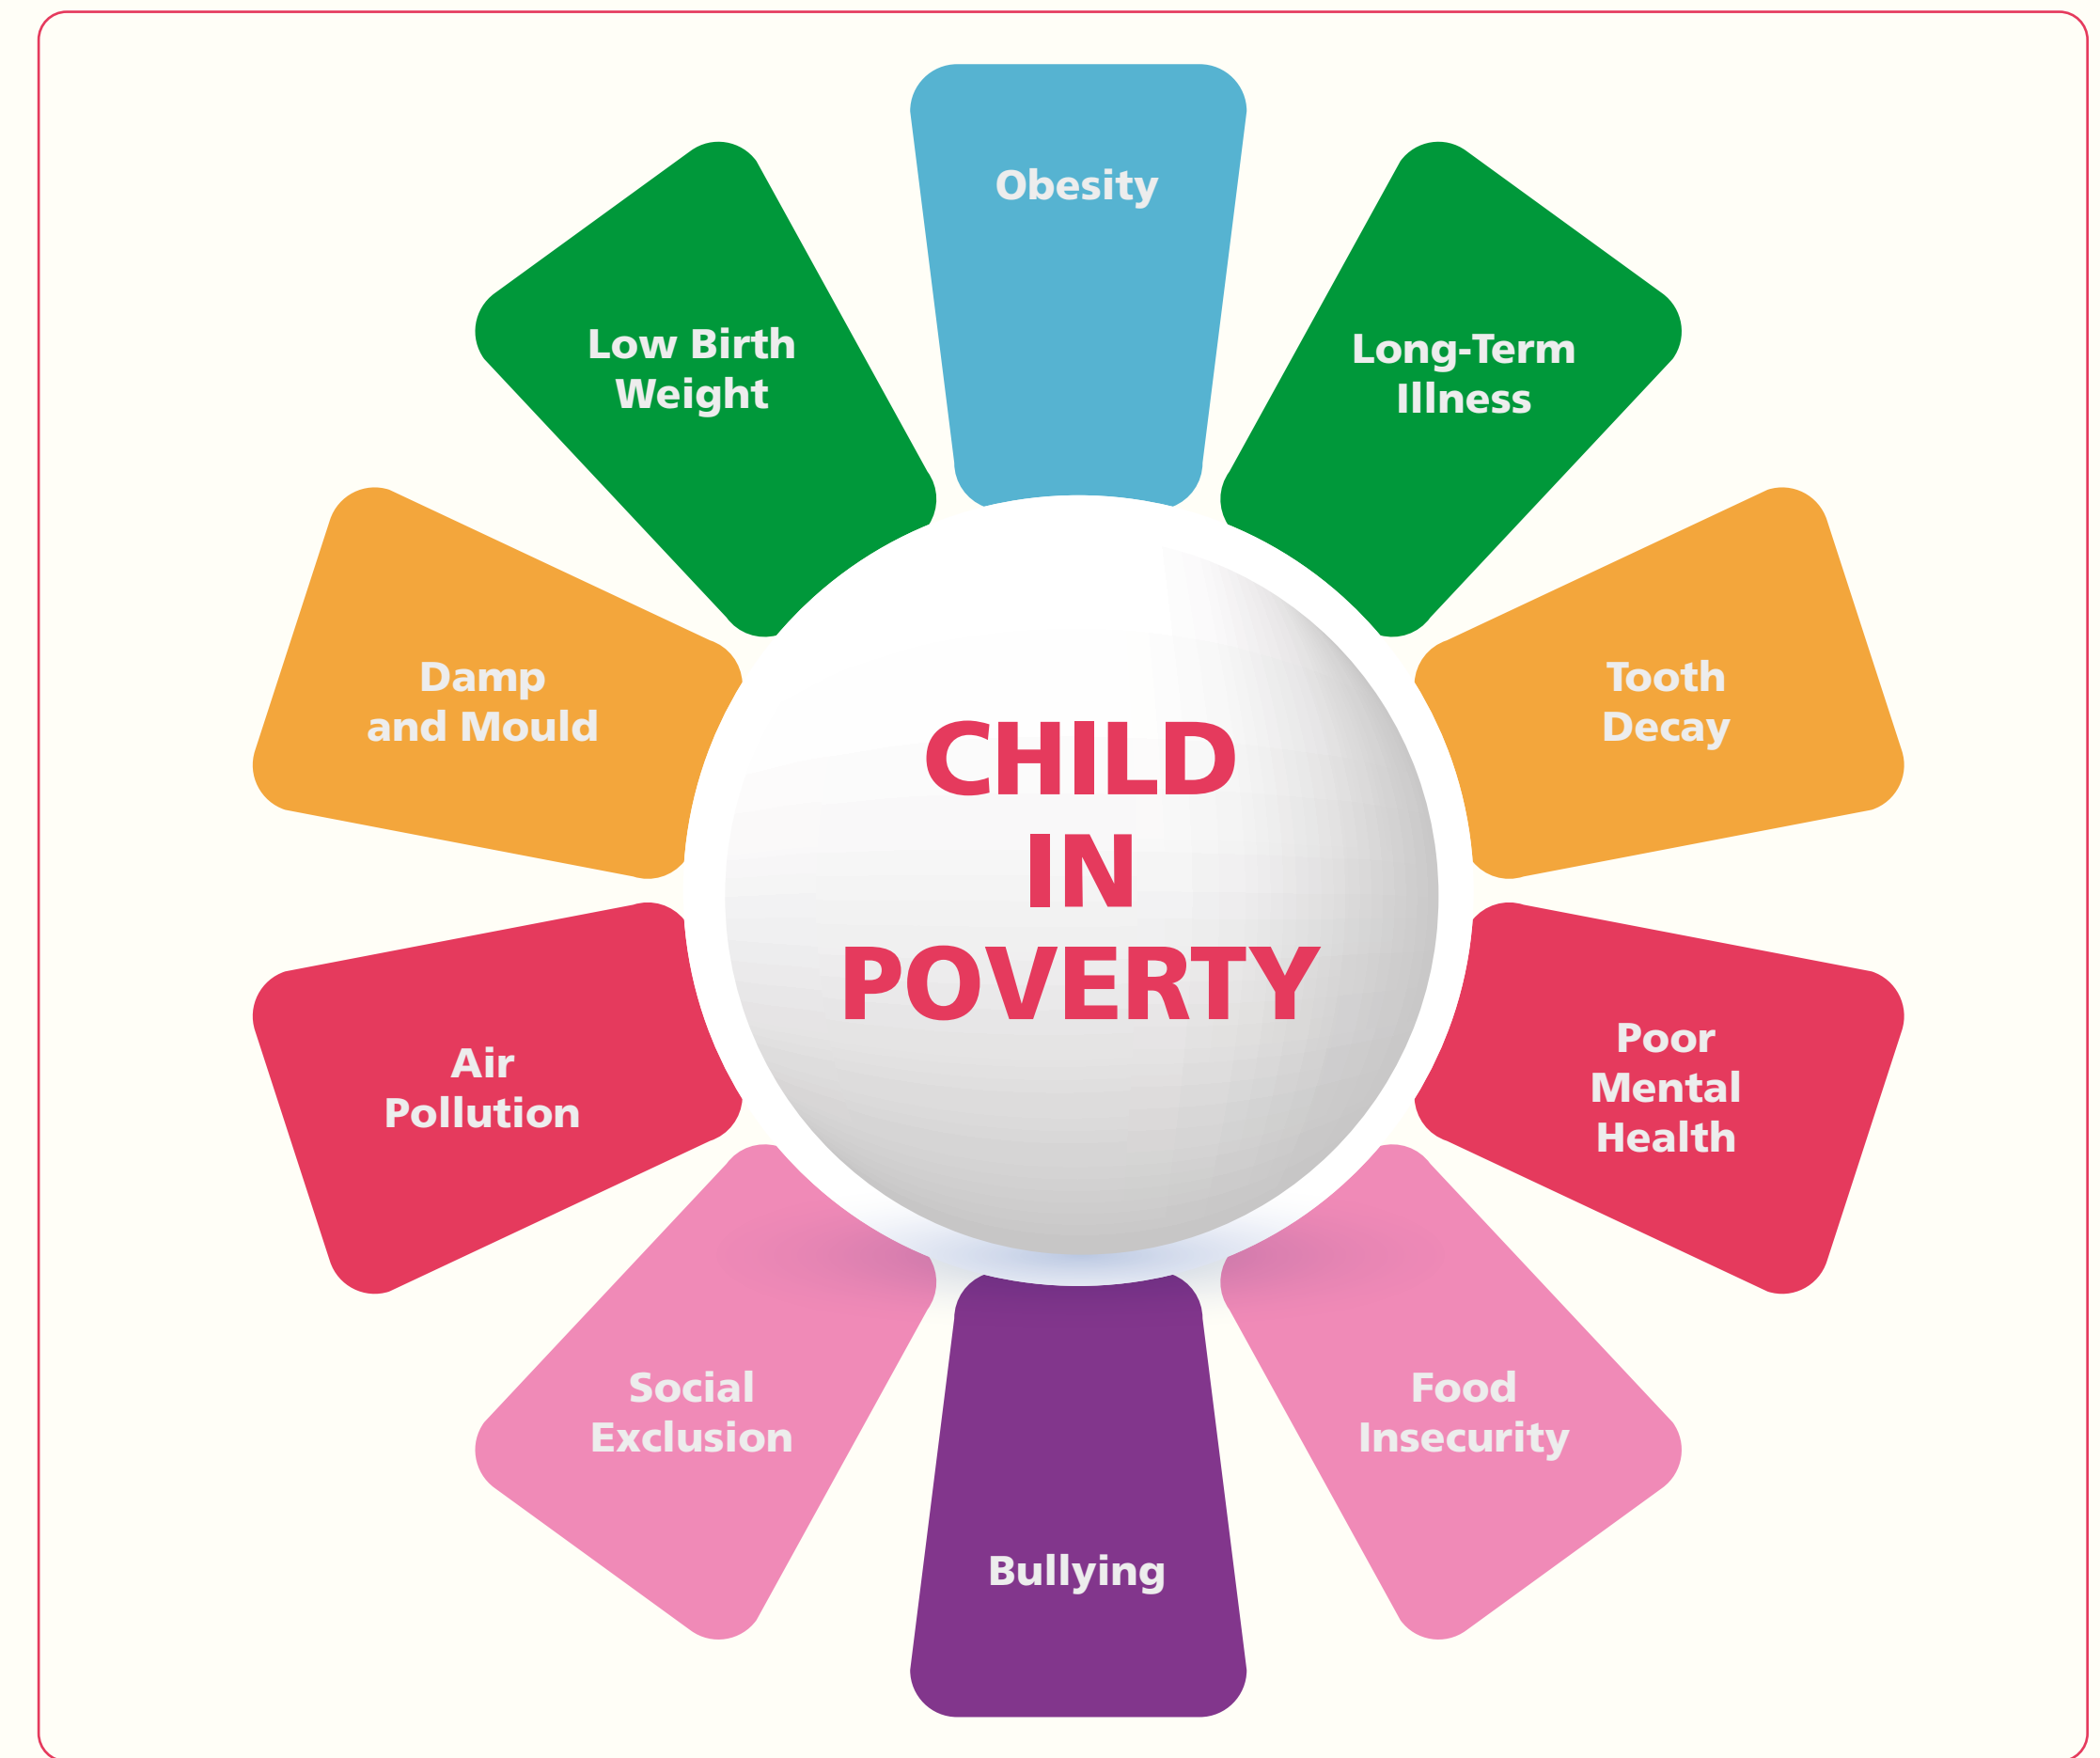 Obesity
Long-Term
Illness
Tooth
Decay
Poor
Mental
Health
Food
Insecurity
Bullying
Social
Exclusion
Air
Pollution
Damp
and Mould
Low Birth
Weight
CHILD
IN
POVERTY